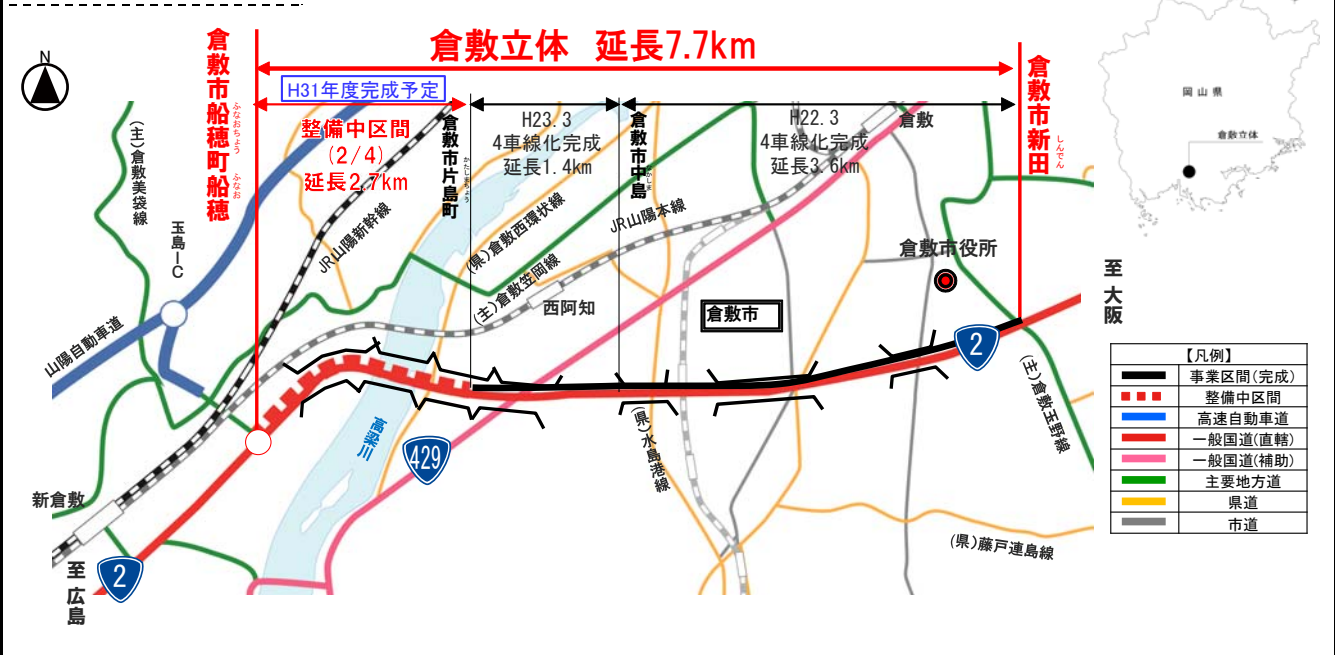 倉敷立体 延長7.7km
N
倉敷市船穂町船穂
ふなおちょう ふなお
H31年度完成予定
整備中区間
(2/4)
延長2.7km
倉敷市片島町
かたしまちょう
H23.3
4車線化完成
延長1.4km
倉敷市中島
H22.3
4車線化完成
延長3.6km
倉敷
倉敷市新田
しんでん
岡山県
倉敷立体
(主)倉敷美袋線
玉島IC
山陽自動車道
JR山陽新幹線
(県)倉敷西環状線
(主)倉敷笠岡線
JR山陽本線
西阿知
倉敷市
倉敷市役所
至大阪
2
(主)倉敷玉野線
高梁川
429
(県)水島港線
(県)藤戸連島線
新倉敷
2
至広島
【凡例】
事業区間(完成)
整備中区間
高速自動車道
一般国道(直轄)
一般国道(補助)
主要地方道
県道
市道